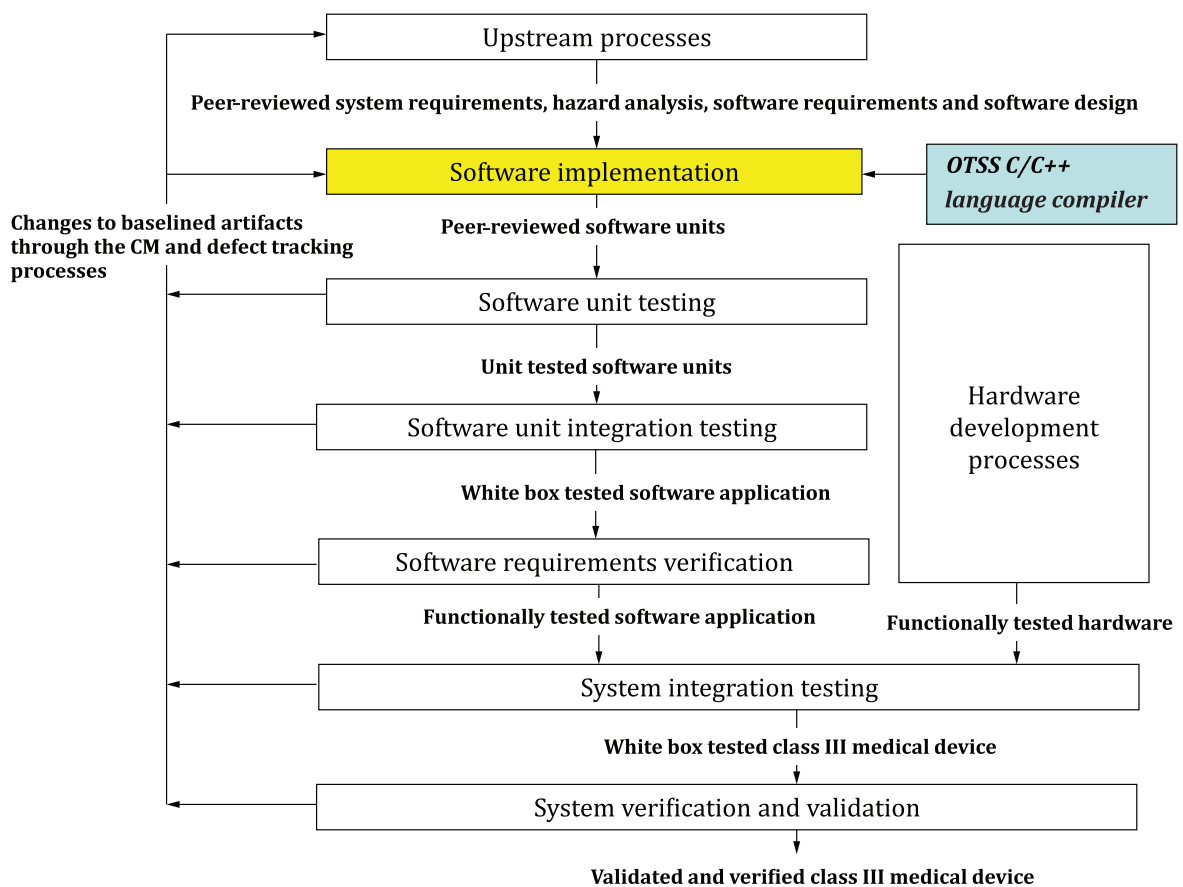 Upstream processes
Peer-reviewed system requirements, hazard analysis, software requirements and software design
Software implementation
OTSS C/C++
language compiler
Changes to baselined artifacts
through the CM and defect tracking
processes
Peer-reviewed software units
Software unit testing
Unit tested software units
Hardware
development
processes
Software unit integration testing
White box tested software application
Software requirements verification
Functionally tested software application
Functionally tested hardware
System integration testing
White box tested class III medical device
System verification and validation
Validated and verified class III medical device